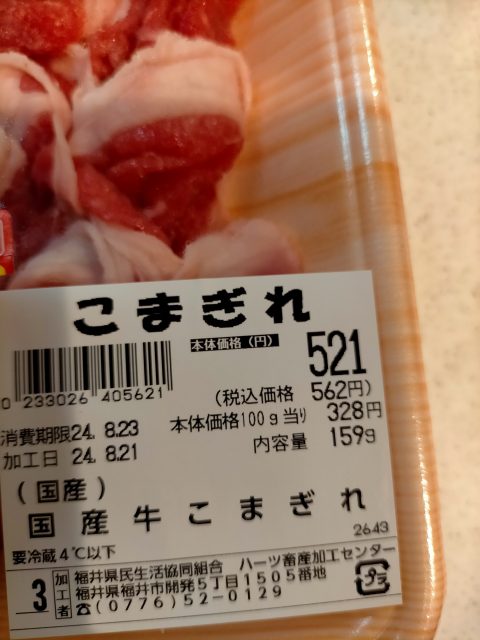 こまぎれ
本体価格(円) 521
(税込価格 562円)
本体価格100g当り 328円
内容量 159g
0 233026 405621
消費期限24. 8.23
加工日 24. 8.21
(国産)
国産牛こまぎれ
2643
要冷蔵4℃以下
3 加工者 福井県民生活協同組合 ハーツ畜産加工センター
福井県福井市開発5丁目1505番地
☎(0776)52-0129
プラ